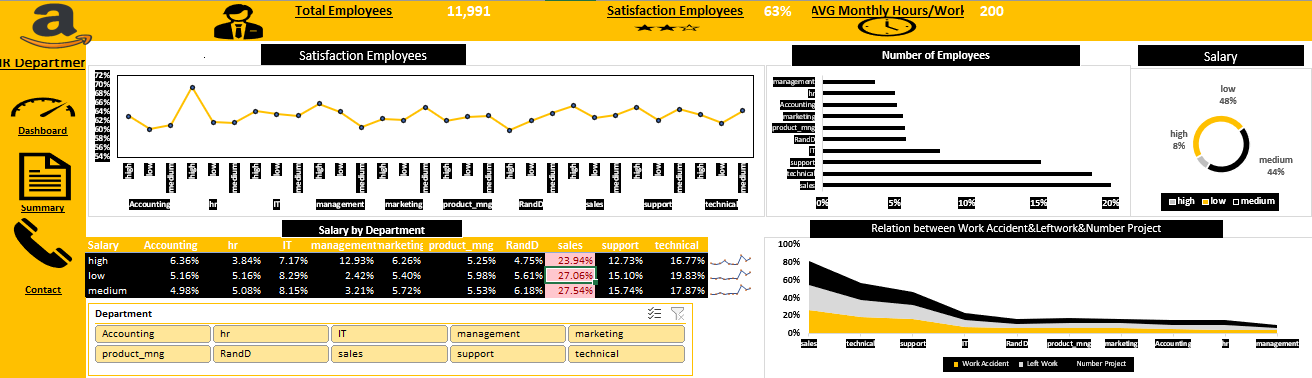 a
Total Employees 11,991 Satisfaction Employees 63% AVG Monthly Hours/Work 200
HR Departmen
Dashboard
Summary
Contact
Satisfaction Employees
72%
70%
68%
66%
64%
62%
60%
58%
56%
54%
high low medium high low medium high low medium high low medium high low medium high low medium high low medium high low medium high low medium high low medium
Accounting hr IT management marketing product_mng RandD sales support technical
Number of Employees
management
hr
Accounting
marketing
product_mng
RandD
IT
support
technical
sales
0% 5% 10% 15% 20%
Salary
low
48%
high
8%
medium
44%
high low medium
Salary by Department
Salary Accounting hr IT management marketing product_mng RandD sales support technical
high 6.36% 3.84% 7.17% 12.93% 6.26% 5.25% 4.75% 23.94% 12.73% 16.77%
low 5.16% 5.16% 8.29% 2.42% 5.40% 5.98% 5.61% 27.06% 15.10% 19.83%
medium 4.98% 5.08% 8.15% 3.21% 5.72% 5.53% 6.18% 27.54% 15.74% 17.87%
Department
Accounting hr IT management marketing
product_mng RandD sales support technical
Relation between Work Accident&Leftwork&Number Project
100%
80%
60%
40%
20%
0%
sales technical support IT RandD product_mng marketing Accounting hr management
Work Accident Left Work Number Project